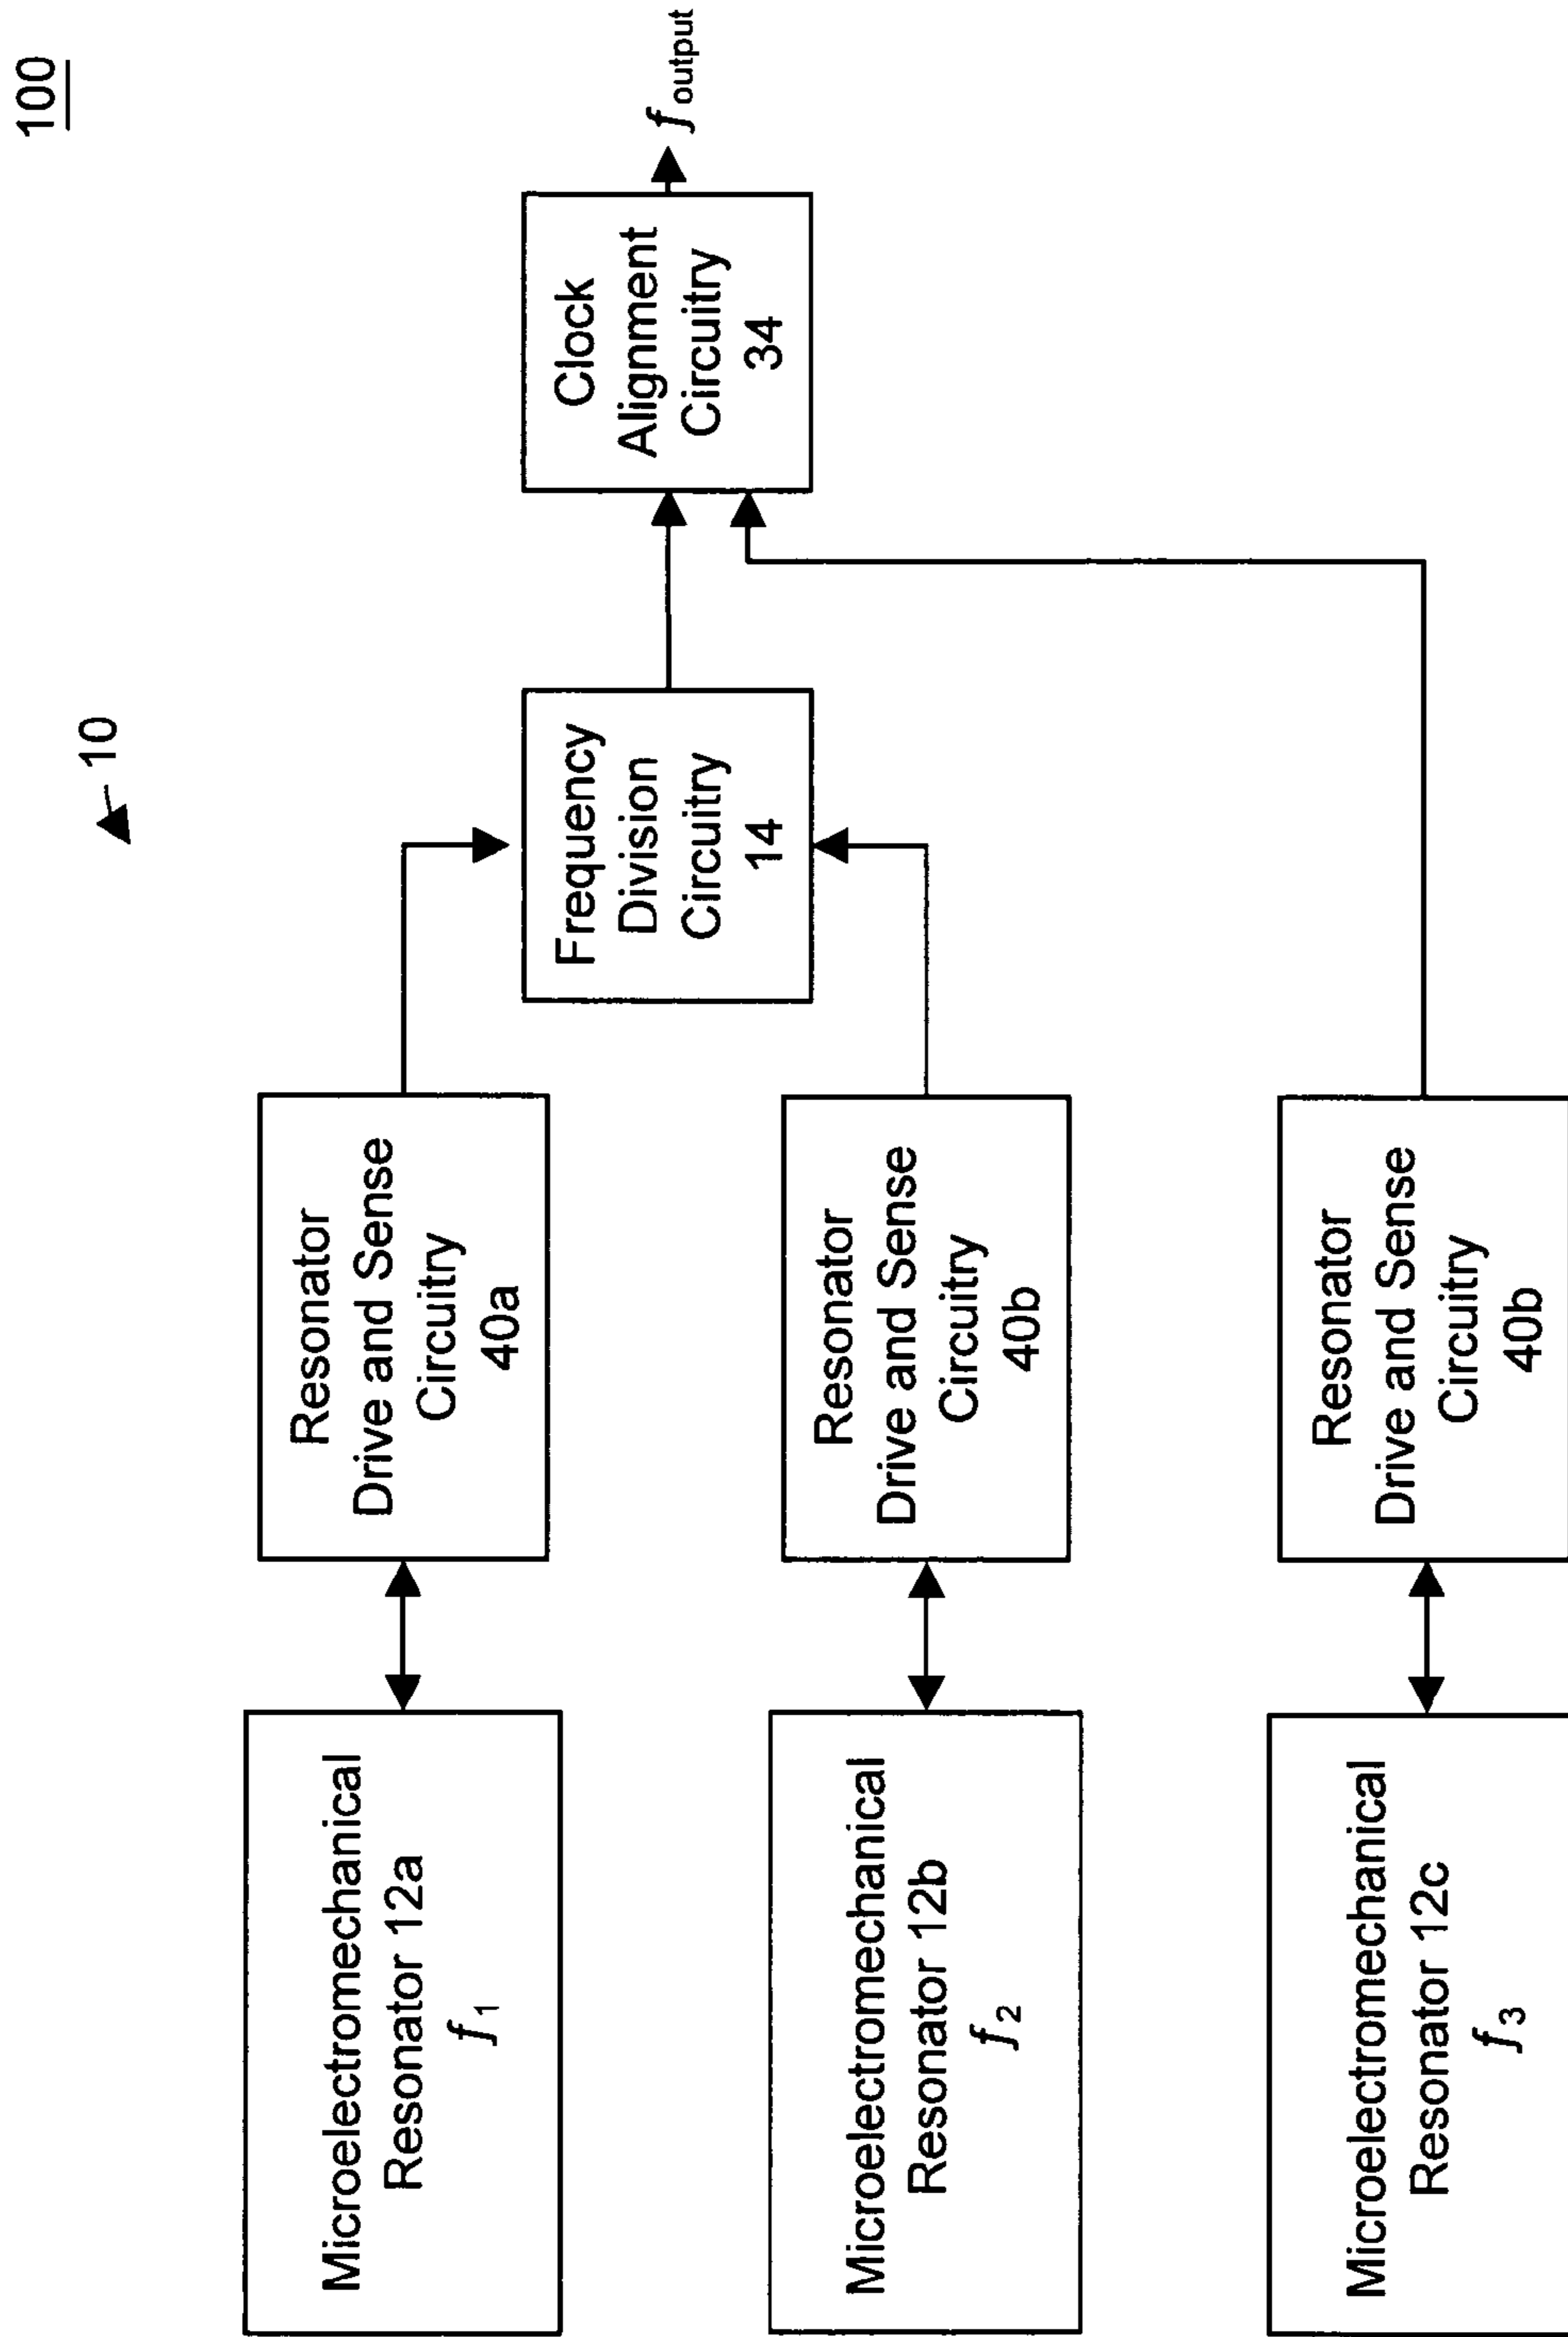 100
10
Microelectromechanical
Resonator 12a
f1
Resonator
Drive and Sense
Circuitry
40a
Microelectromechanical
Resonator 12b
f2
Resonator
Drive and Sense
Circuitry
40b
Microelectromechanical
Resonator 12c
f3
Resonator
Drive and Sense
Circuitry
40b
Frequency
Division
Circuitry
14
Clock
Alignment
Circuitry
34
f output